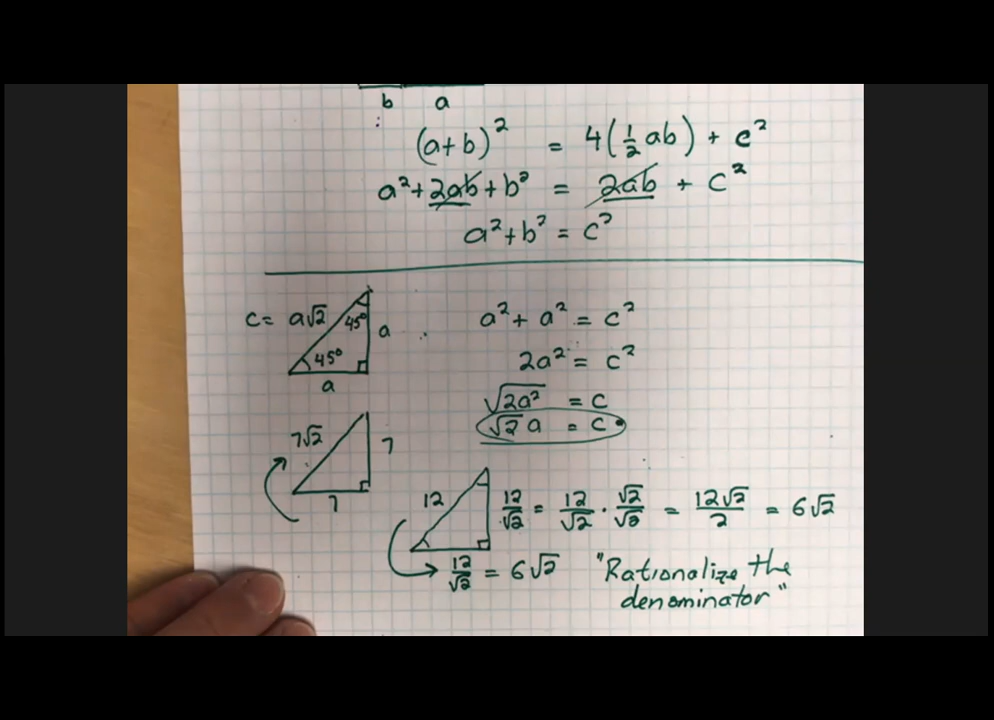 b a
(a+b)² = 4(½ab) + c²
a² + 2ab + b² = 2ab + c²
a² + b² = c²
c = a√2
45°
a
45°
a
a² + a² = c²
2a² = c²
√2a² = c
√2 a = c
7√2
7
7
12
12/√2 = 12/√2 · √2/√2 = 12√2/2 = 6√2
12/√2 = 6√2
"Rationalize the
denominator"